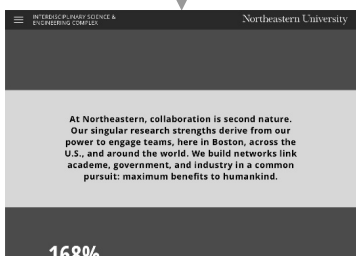 INTERDISCIPLINARY SCIENCE &
ENGINEERING COMPLEX
Northeastern University
At Northeastern, collaboration is second nature.
Our singular research strengths derive from our
power to engage teams, here in Boston, across the
U.S., and around the world. We build networks link
academe, government, and industry in a common
pursuit: maximum benefits to humankind.
168%